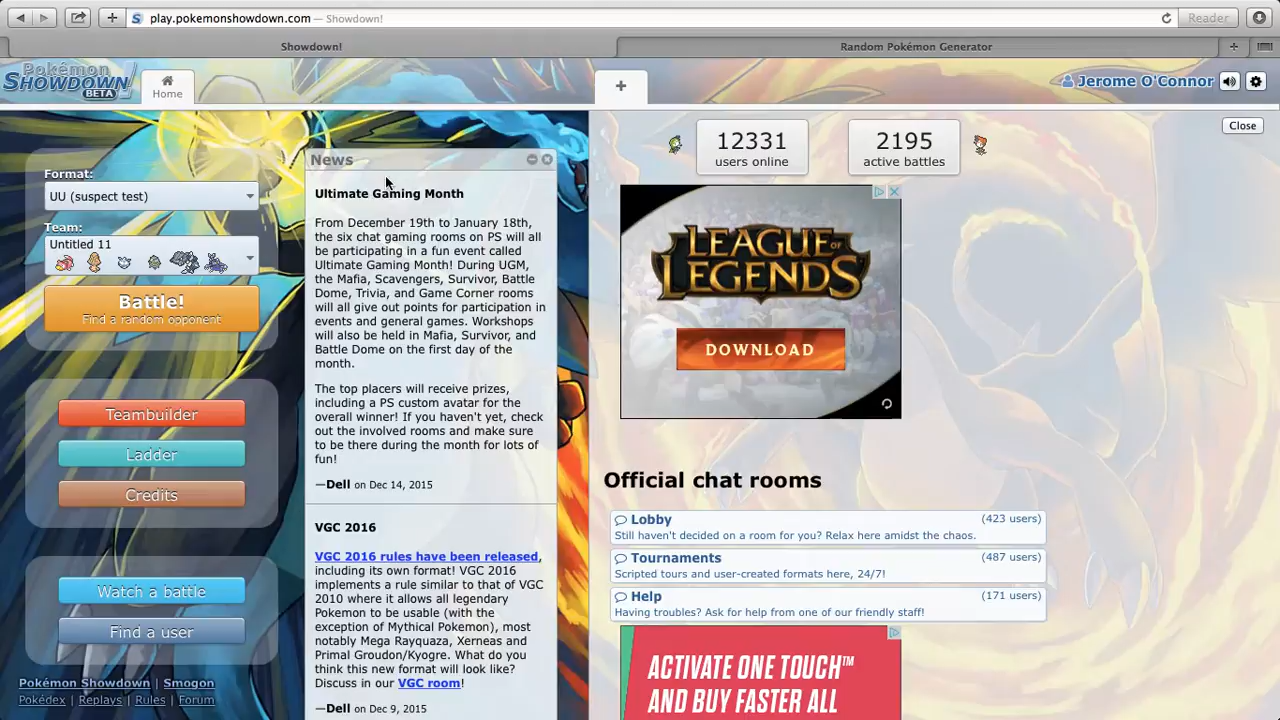 play.pokemonshowdown.com — Showdown!
Reader
Showdown!
Random Pokémon Generator
Pokémon
SHOWDOWN
BETA
Home
Jerome O'Connor
Format:
UU (suspect test)
Team:
Untitled 11
Battle!
Find a random opponent
Teambuilder
Ladder
Credits
Watch a battle
Find a user
Pokémon Showdown | Smogon
Pokédex | Replays | Rules | Forum
News
Ultimate Gaming Month
From December 19th to January 18th,
the six chat gaming rooms on PS will all
be participating in a fun event called
Ultimate Gaming Month! During UGM,
the Mafia, Scavengers, Survivor, Battle
Dome, Trivia, and Game Corner rooms
will all give out points for participation in
events and general games. Workshops
will also be held in Mafia, Survivor, and
Battle Dome on the first day of the
month.
The top placers will receive prizes,
including a PS custom avatar for the
overall winner! If you haven't yet, check
out the involved rooms and make sure
to be there during the month for lots of
fun!
—Dell on Dec 14, 2015
VGC 2016
VGC 2016 rules have been released,
including its own format! VGC 2016
implements a rule similar to that of VGC
2010 where it allows all legendary
Pokemon to be usable (with the
exception of Mythical Pokemon), most
notably Mega Rayquaza, Xerneas and
Primal Groudon/Kyogre. What do you
think this new format will look like?
Discuss in our VGC room!
—Dell on Dec 9, 2015
Close
12331
users online
2195
active battles
LEAGUE OF
LEGENDS
DOWNLOAD
Official chat rooms
Lobby (423 users)
Still haven't decided on a room for you? Relax here amidst the chaos.
Tournaments (487 users)
Scripted tours and user-created formats here, 24/7!
Help (171 users)
Having troubles? Ask for help from one of our friendly staff!
ACTIVATE ONE TOUCH™
AND BUY FASTER ALL